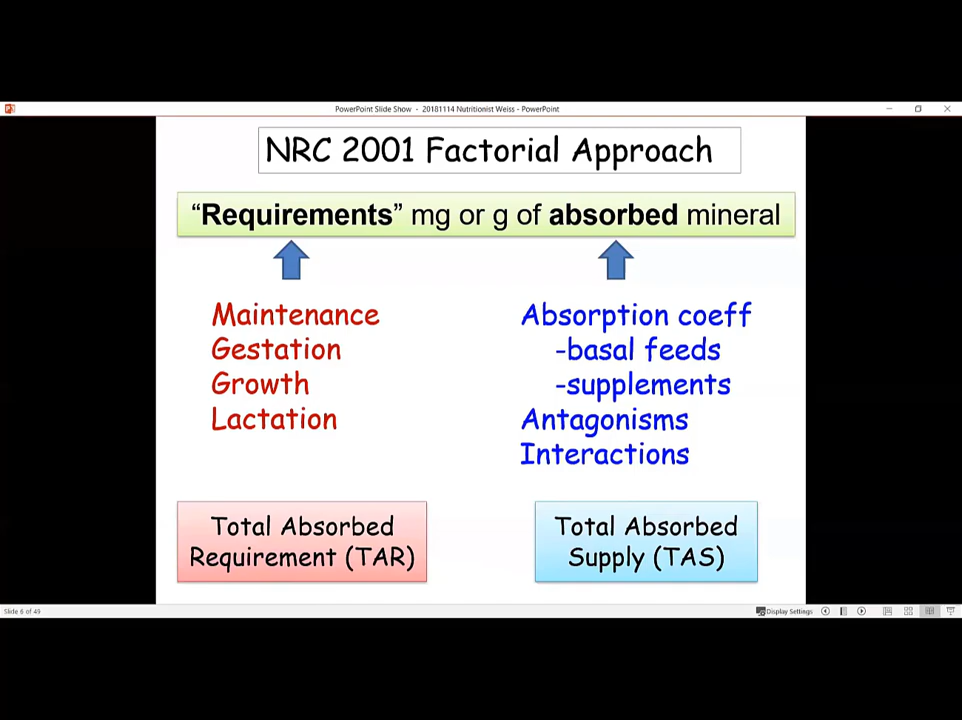 PowerPoint Slide Show - 20181114 Nutritionist Weiss - PowerPoint
NRC 2001 Factorial Approach
“Requirements” mg or g of absorbed mineral
Maintenance
Gestation
Growth
Lactation
Absorption coeff
-basal feeds
-supplements
Antagonisms
Interactions
Total Absorbed
Requirement (TAR)
Total Absorbed
Supply (TAS)
Slide 6 of 49
Display Settings